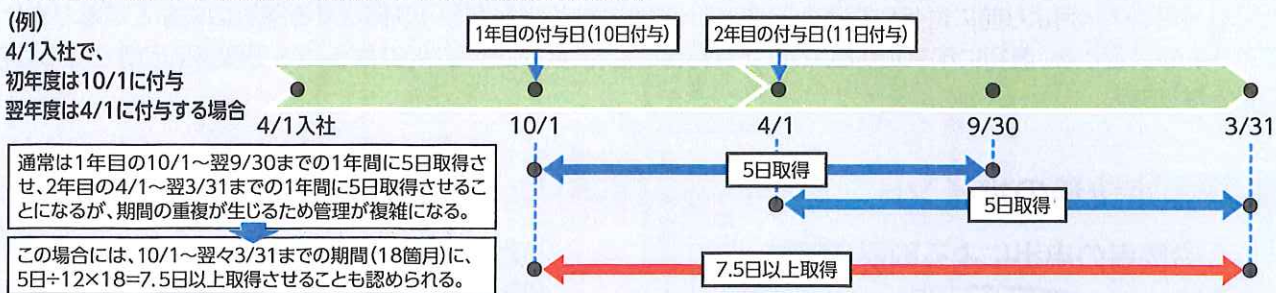 (例)
4/1入社で、
初年度は10/1に付与
翌年度は4/1に付与する場合
1年目の付与日(10日付与)
2年目の付与日(11日付与)
4/1入社
10/1
4/1
9/30
3/31
通常は1年目の10/1～翌9/30までの1年間に5日取得さ
せ、2年目の4/1～翌3/31までの1年間に5日取得させるこ
とになるが、期間の重複が生じるため管理が複雑になる。
5日取得
5日取得
この場合には、10/1～翌々3/31までの期間(18箇月)に、
5日÷12×18=7.5日以上取得させることも認められる。
7.5日以上取得